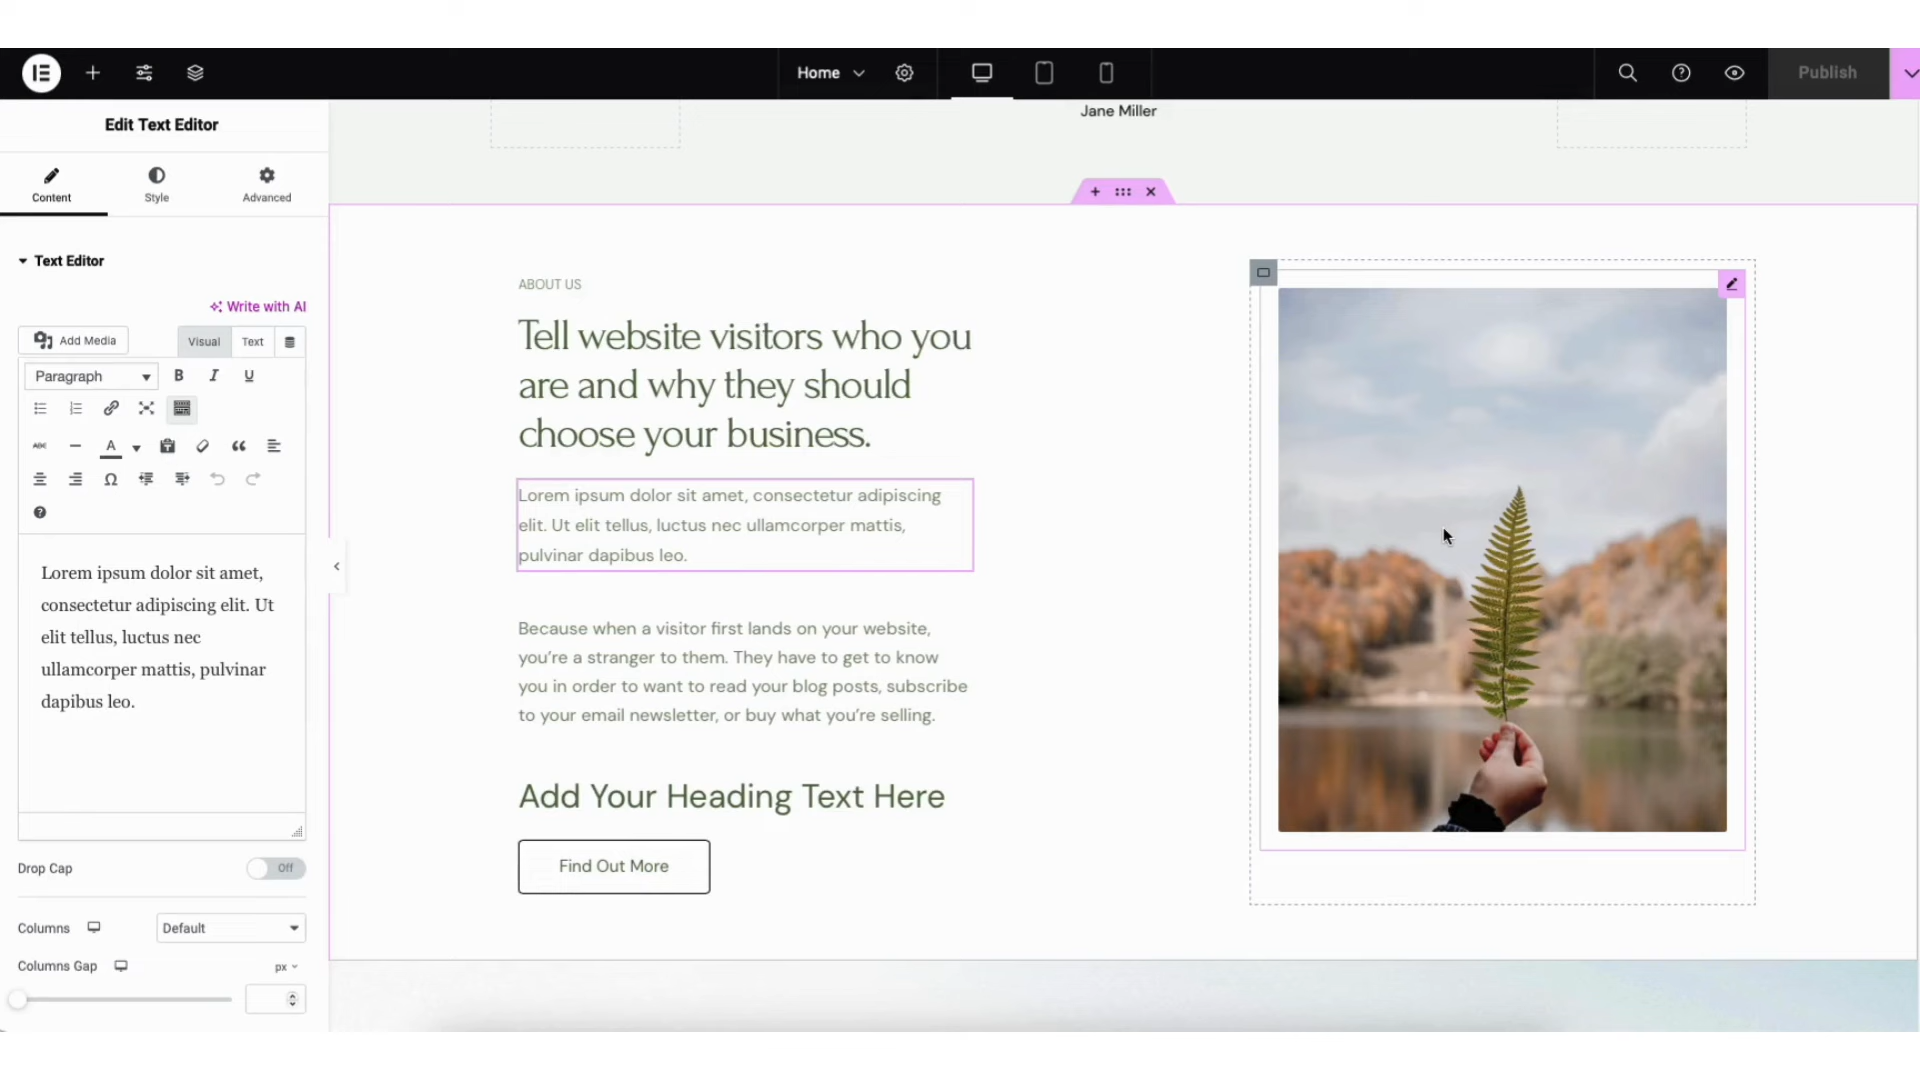 Home
Publish
Edit Text Editor
Content
Style
Advanced
Text Editor
Write with AI
Add Media
Visual
Text
Paragraph
B
I
U
ABC
A
Ω
Lorem ipsum dolor sit amet,
consectetur adipiscing elit. Ut
elit tellus, luctus nec
ullamcorper mattis, pulvinar
dapibus leo.
Drop Cap
Off
Columns
Default
Columns Gap
px
Jane Miller
ABOUT US
Tell website visitors who you
are and why they should
choose your business.
Lorem ipsum dolor sit amet, consectetur adipiscing
elit. Ut elit tellus, luctus nec ullamcorper mattis,
pulvinar dapibus leo.
Because when a visitor first lands on your website,
you’re a stranger to them. They have to get to know
you in order to want to read your blog posts, subscribe
to your email newsletter, or buy what you’re selling.
Add Your Heading Text Here
Find Out More